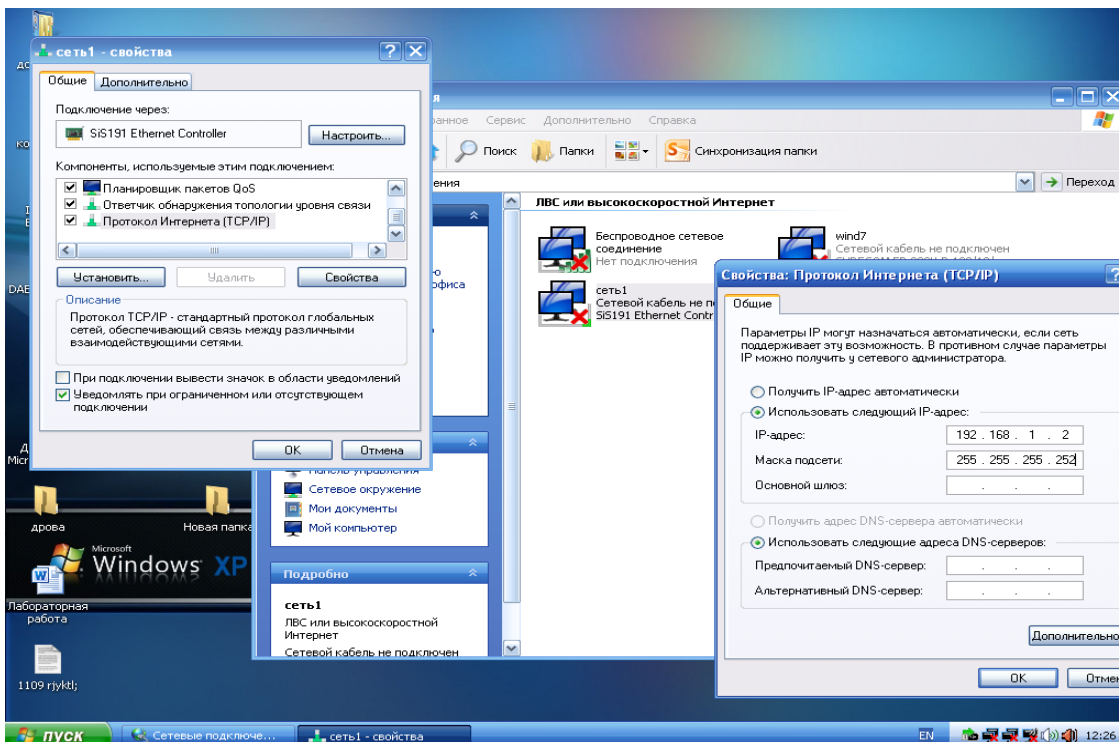 сеть1 - свойства
Общие
Дополнительно
Подключение через:
SiS191 Ethernet Controller
Настроить...
Компоненты, используемые этим подключением:
Планировщик пакетов QoS
Ответчик обнаружения топологии уровня связи
Протокол Интернета (TCP/IP)
Установить...
Удалить
Свойства
Описание
Протокол TCP/IP - стандартный протокол глобальных
сетей, обеспечивающий связь между различными
взаимодействующими сетями.
При подключении вывести значок в области уведомлений
Уведомлять при ограниченном или отсутствующем
подключении
OK
Отмена
Сервис Дополнительно Справка
Поиск
Папки
Синхронизация папки
Переход
ЛВС или высокоскоростной Интернет
Беспроводное сетевое
соединение
Нет подключения
wind7
Сетевой кабель не подключен
сеть1
Сетевой кабель не
SiS191 Ethernet Contr
Свойства: Протокол Интернета (TCP/IP)
Общие
Параметры IP могут назначаться автоматически, если сеть
поддерживает эту возможность. В противном случае параметры
IP можно получить у сетевого администратора.
Получить IP-адрес автоматически
Использовать следующий IP-адрес:
IP-адрес:
192 . 168 . 1 . 2
Маска подсети:
255 . 255 . 255 . 252
Основной шлюз:
Получить адрес DNS-сервера автоматически
Использовать следующие адреса DNS-серверов:
Предпочитаемый DNS-сервер:
Альтернативный DNS-сервер:
Дополнительно
OK
Отмен
Панель управления
Сетевое окружение
Мои документы
Мой компьютер
Подробно
сеть1
ЛВС или высокоскоростной
Интернет
Сетевой кабель не подключен
дрова
Новая папка
Microsoft
Windows XP
Лабораторная
работа
1109 rjyktl;
пуск
Сетевые подключе...
сеть1 - свойства
EN
12:26